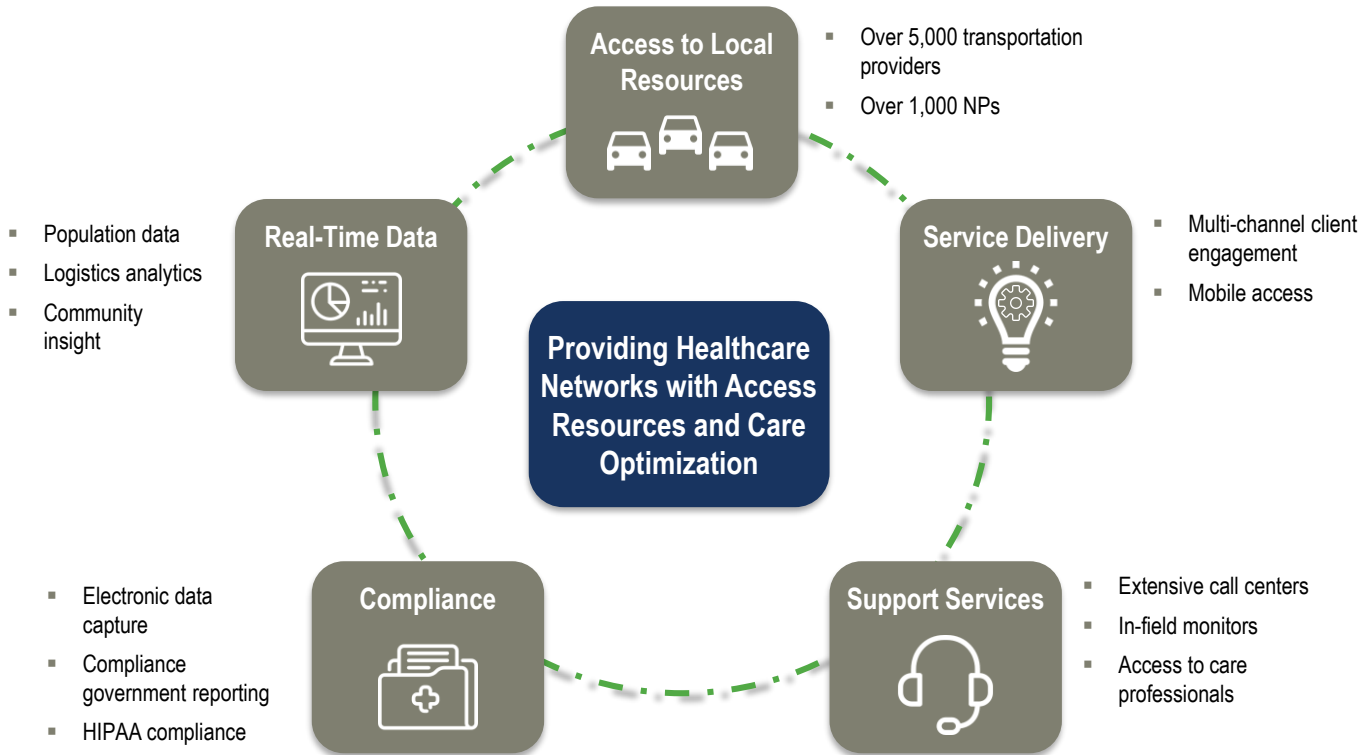 Access to Local
Resources
▪ Over 5,000 transportation
providers
▪ Over 1,000 NPs
Real-Time Data
▪ Population data
▪ Logistics analytics
▪ Community
insight
Service Delivery
▪ Multi-channel client
engagement
▪ Mobile access
Providing Healthcare
Networks with Access
Resources and Care
Optimization
Compliance
▪ Electronic data
capture
▪ Compliance
government reporting
▪ HIPAA compliance
Support Services
▪ Extensive call centers
▪ In-field monitors
▪ Access to care
professionals